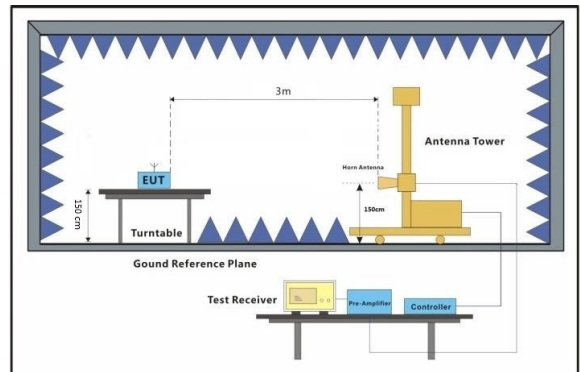 3m
Antenna Tower
Horn Antenna
EUT
150cm
150 cm
Turntable
Gound Reference Plane
Test Receiver
Pre-Amplifier
Controller